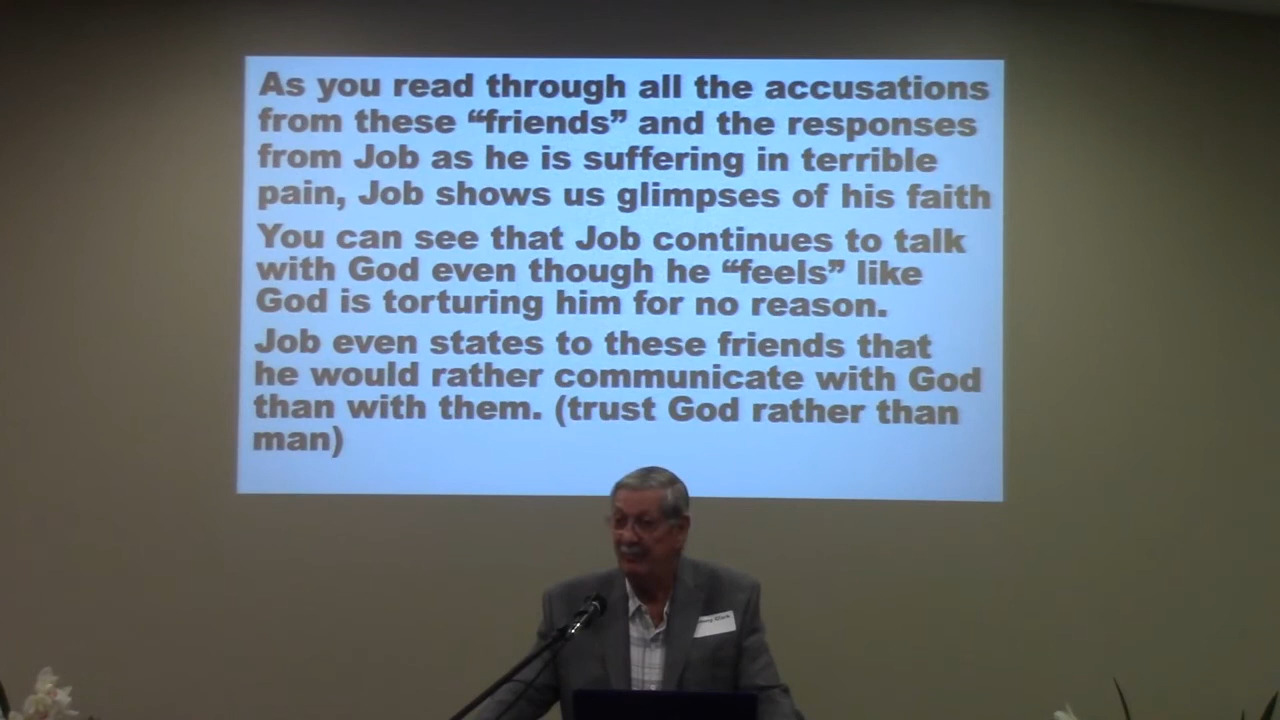 As you read through all the accusations
from these “friends” and the responses
from Job as he is suffering in terrible
pain, Job shows us glimpses of his faith
You can see that Job continues to talk
with God even though he “feels” like
God is torturing him for no reason.
Job even states to these friends that
he would rather communicate with God
than with them. (trust God rather than
man)